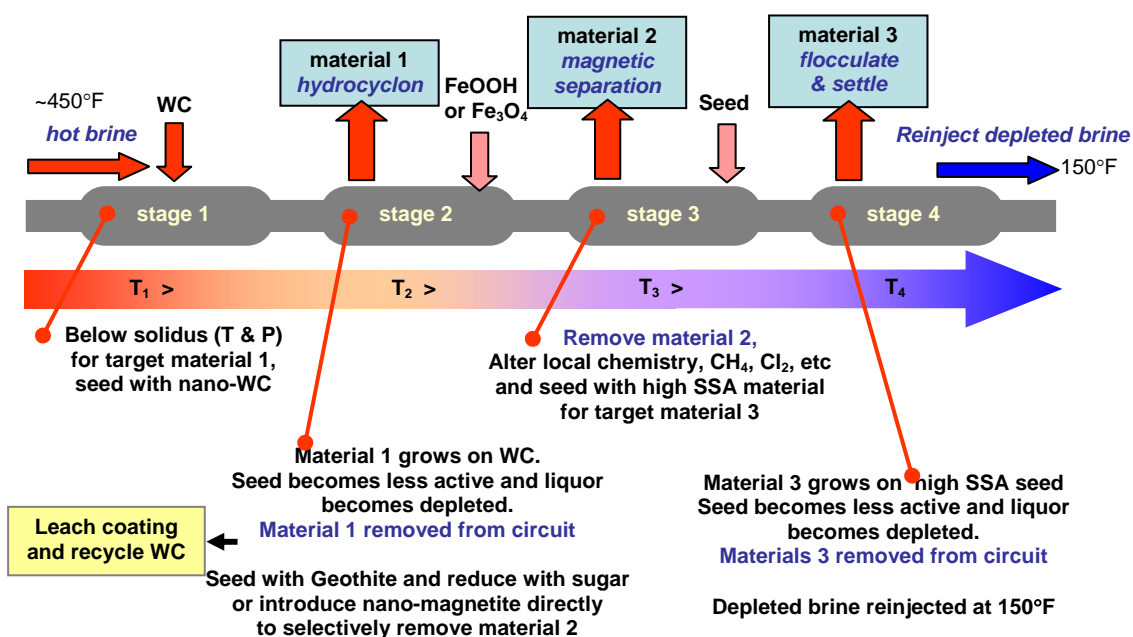 material 1
hydrocyclon
material 2
magnetic
separation
material 3
flocculate
& settle
~450°F
hot brine
WC
FeOOH
or Fe₃O₄
Seed
Reinject depleted brine
150°F
stage 1
stage 2
stage 3
stage 4
T₁ >
T₂ >
T₃ >
T₄
Below solidus (T & P)
for target material 1,
seed with nano-WC
Remove material 2,
Alter local chemistry, CH₄, Cl₂, etc
and seed with high SSA material
for target material 3
Material 1 grows on WC.
Seed becomes less active and liquor
becomes depleted.
Material 1 removed from circuit
Leach coating
and recycle WC
Seed with Geothite and reduce with sugar
or introduce nano-magnetite directly
to selectively remove material 2
Material 3 grows on high SSA seed
Seed becomes less active and liquor
becomes depleted.
Materials 3 removed from circuit
Depleted brine reinjected at 150°F